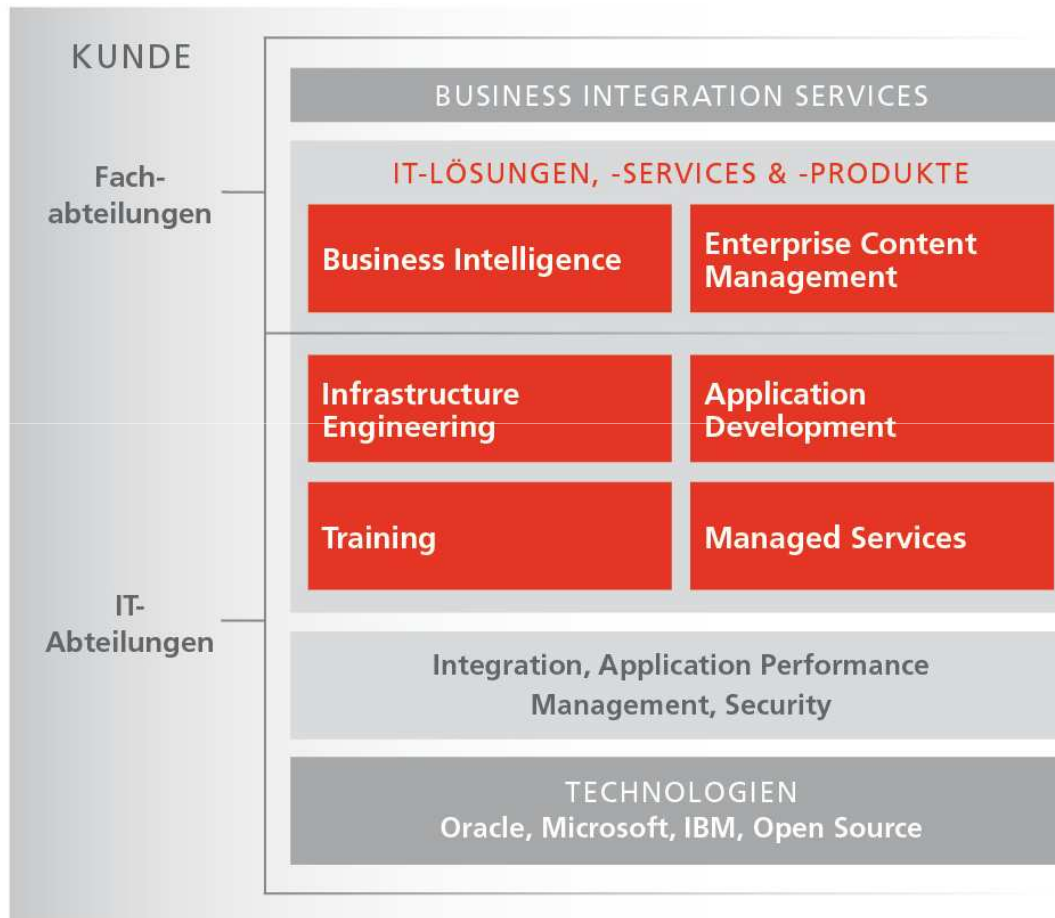 KUNDE
BUSINESS INTEGRATION SERVICES
Fach-
abteilungen
IT-LÖSUNGEN, -SERVICES & -PRODUKTE
Business Intelligence
Enterprise Content
Management
Infrastructure
Engineering
Application
Development
Training
Managed Services
IT-
Abteilungen
Integration, Application Performance
Management, Security
TECHNOLOGIEN
Oracle, Microsoft, IBM, Open Source